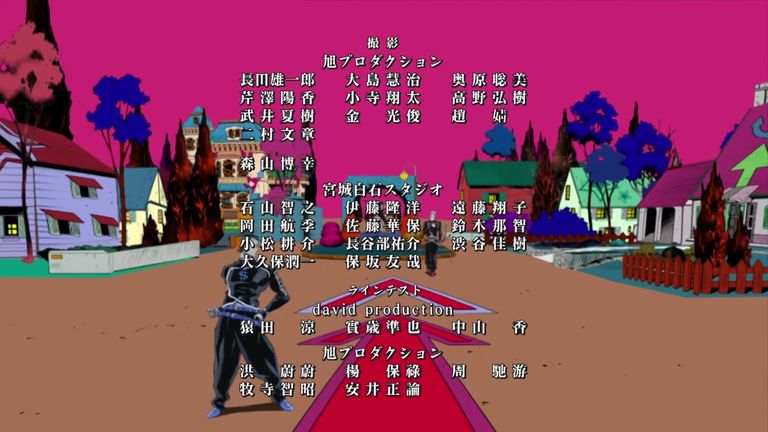 撮影
旭プロダクション
長田雄一郎 大島慧治 奥原聡美
芹澤陽香 小寺翔太 高野弘樹
武井夏樹 金光俊 趙婧
二村文章
森山博幸
宮城白石スタジオ
石山智之 伊藤隆洋 遠藤翔子
岡田航季 佐藤華保 鈴木那智
小松耕介 長谷部祐介 渋谷佳樹
大久保潤一 保坂友哉
ラインテスト
david production
猿田涼 實歳準也 中山香
旭プロダクション
洪蔚蔚 楊保祿 周馳游
牧寺智昭 安井正論
$